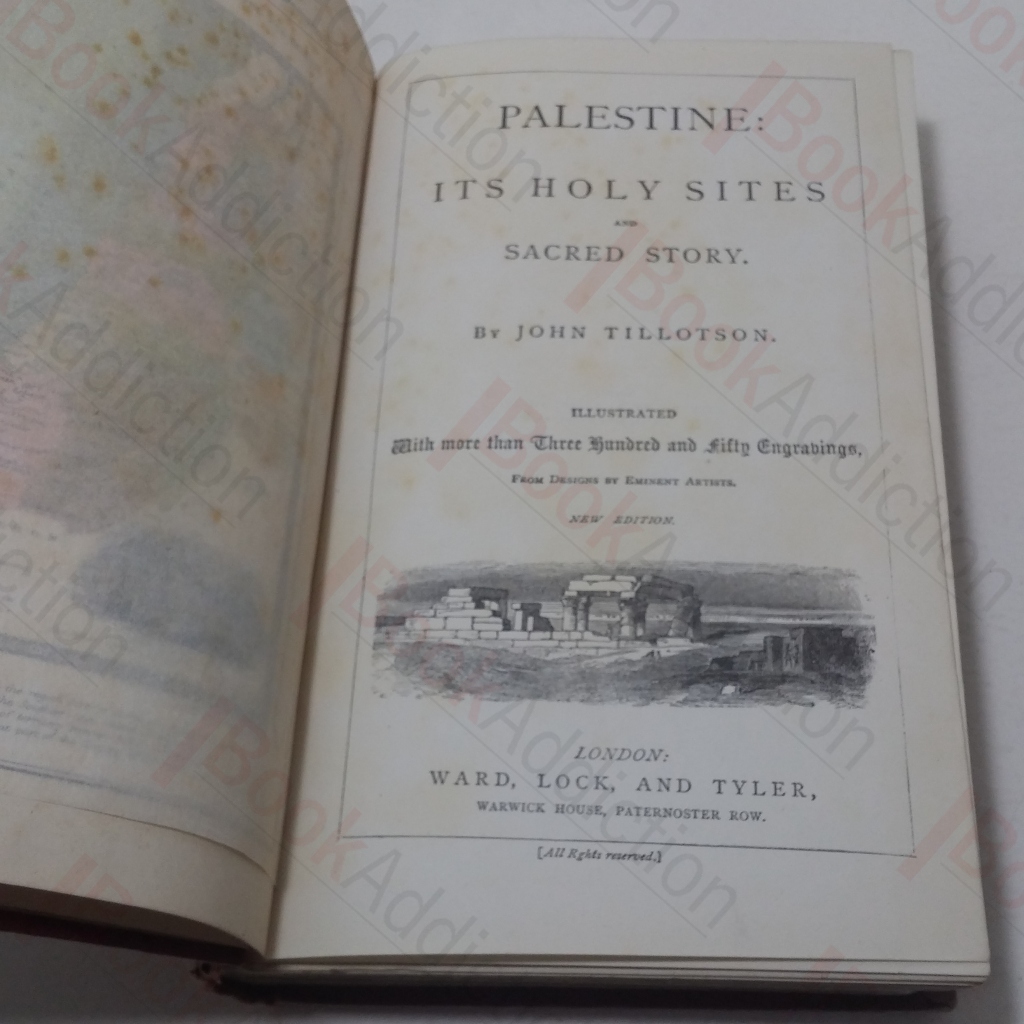 PALESTINE:
ITS HOLY SITES
AND
SACRED STORY.
BY JOHN TILLOTSON.
ILLUSTRATED
With more than Three Hundred and Fifty Engravings,
FROM DESIGNS BY EMINENT ARTISTS.
NEW EDITION.
LONDON:
WARD, LOCK, AND TYLER,
WARWICK HOUSE, PATERNOSTER ROW.
[All Rghts reserved.]
BookAddiction